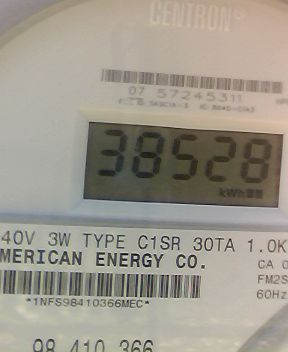 CENTRON®
07 57245311
38528
kWh
40V 3W TYPE C1SR 30TA 1.0K
MERICAN ENERGY CO.
CA 0
FM2S
60Hz
*1NFS98410366MEC*
98 410 366